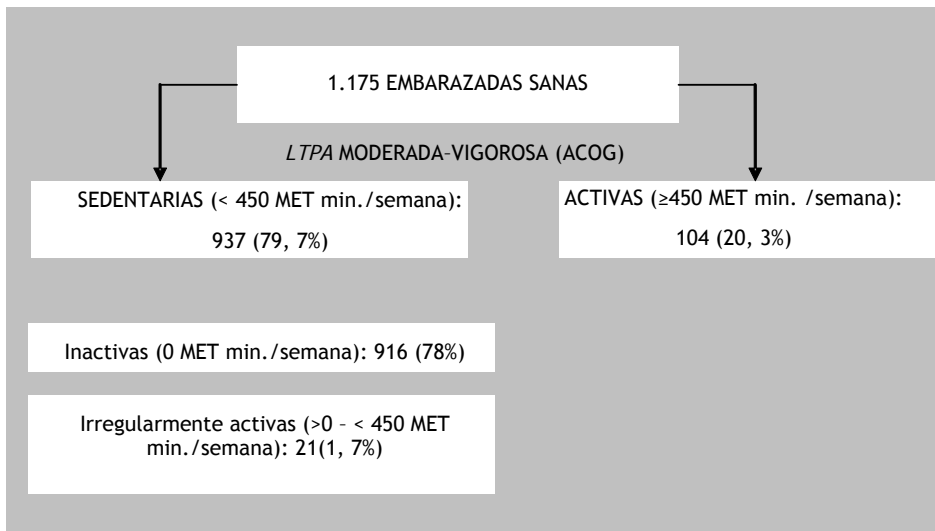 1.175 EMBARAZADAS SANAS
LTPA MODERADA-VIGOROSA (ACOG)
SEDENTARIAS (< 450 MET min./semana):
937 (79, 7%)
ACTIVAS (≥450 MET min. /semana):
104 (20, 3%)
Inactivas (0 MET min./semana): 916 (78%)
Irregularmente activas (>0 - < 450 MET
min./semana): 21(1, 7%)